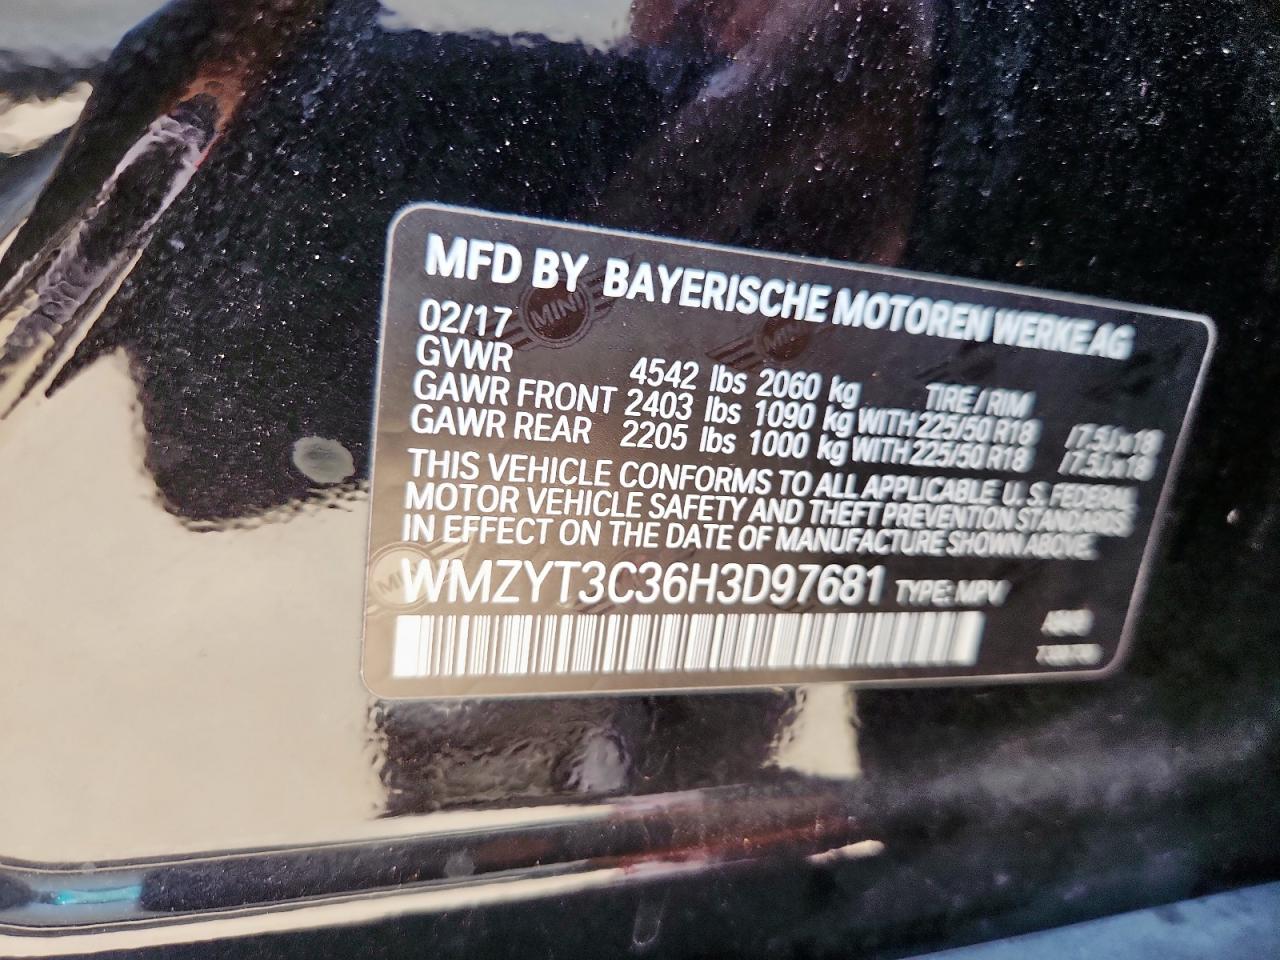 MFD BY BAYERISCHE MOTOREN WERKE AG
02/17
GVWR 4542 lbs 2060 kg TIRE / RIM
GAWR FRONT 2403 lbs 1090 kg WITH 225/50 R18 /7.5Jx18
GAWR REAR 2205 lbs 1000 kg WITH 225/50 R18 /7.5Jx18
THIS VEHICLE CONFORMS TO ALL APPLICABLE U. S. FEDERAL
MOTOR VEHICLE SAFETY AND THEFT PREVENTION STANDARDS
IN EFFECT ON THE DATE OF MANUFACTURE SHOWN ABOVE.
WMZYT3C36H3D97681 TYPE: MPV
MINI
MINI
MINI